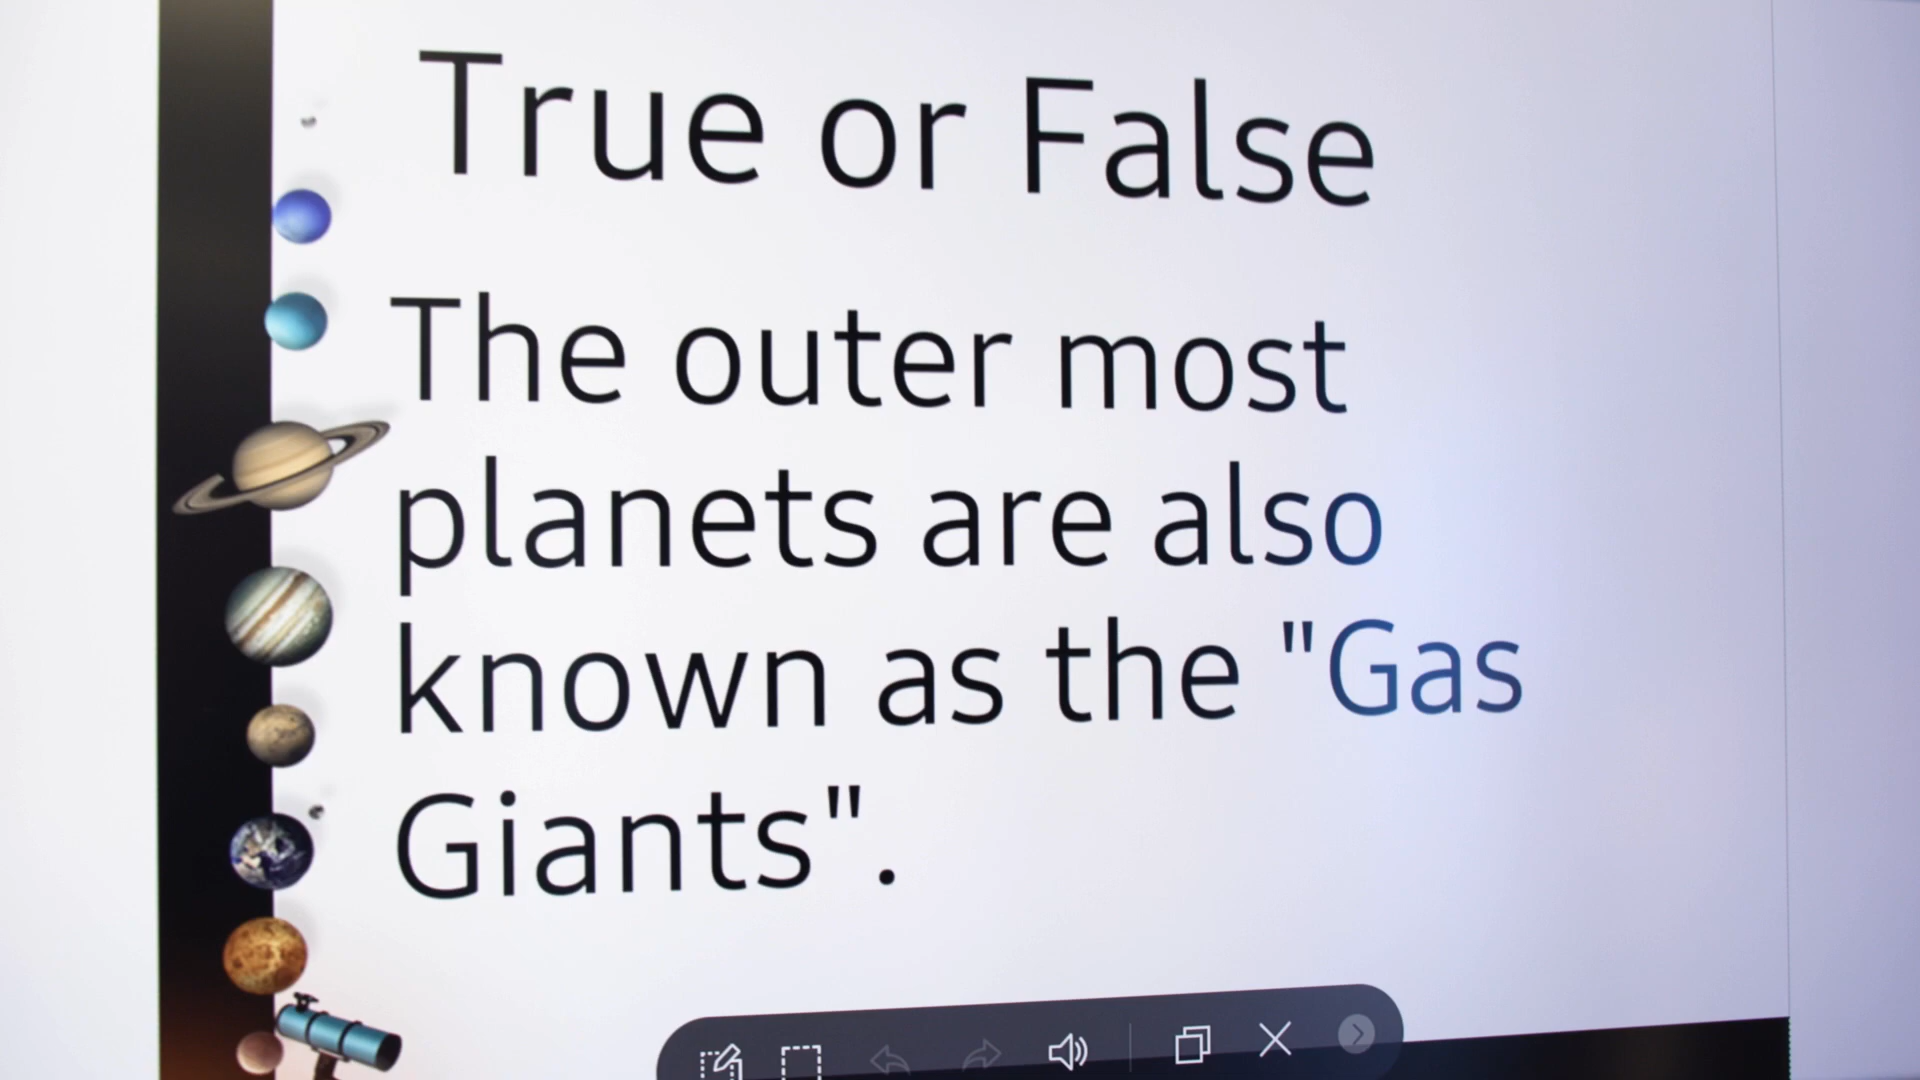 True or False
The outer most
planets are also
known as the "Gas
Giants".